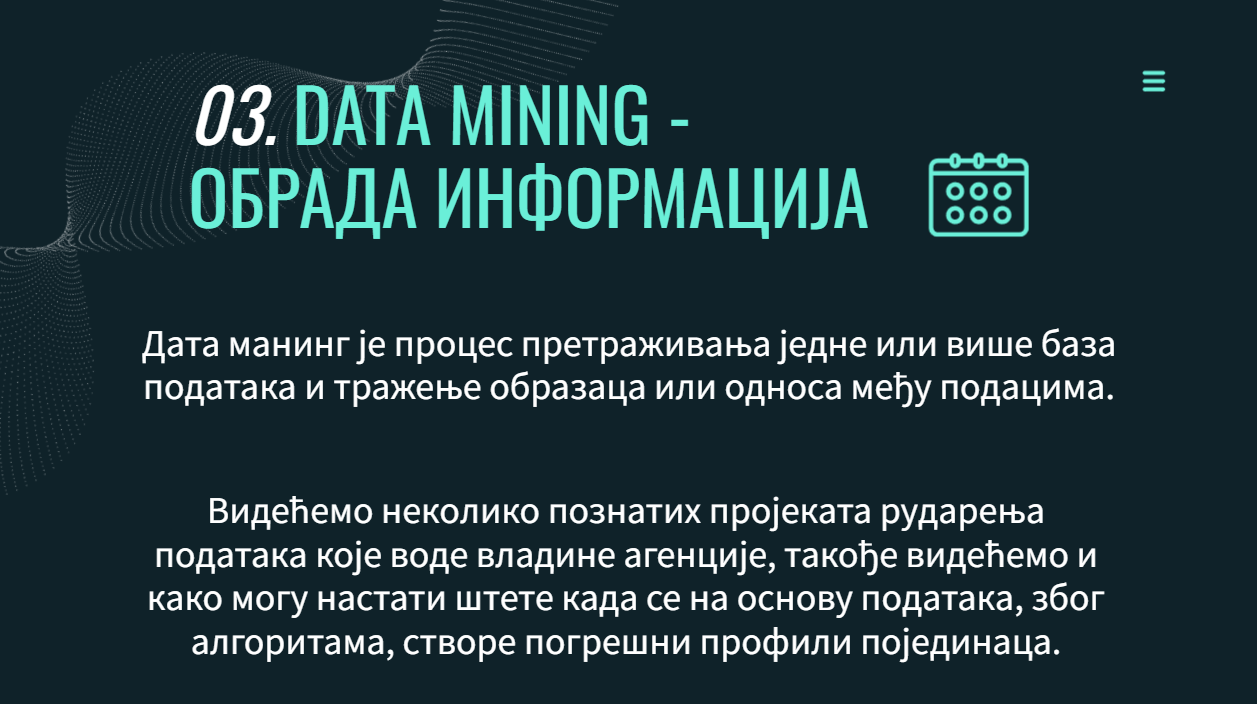 03. DATA MINING -
ОБРАДА ИНФОРМАЦИЈА
Дата манинг је процес претраживања једне или више база
података и тражење образаца или односа међу подацима.
Видећемо неколико познатих пројеката рударења
података које воде владине агенције, такође видећемо и
како могу настати штете када се на основу података, због
алгоритама, створе погрешни профили појединаца.